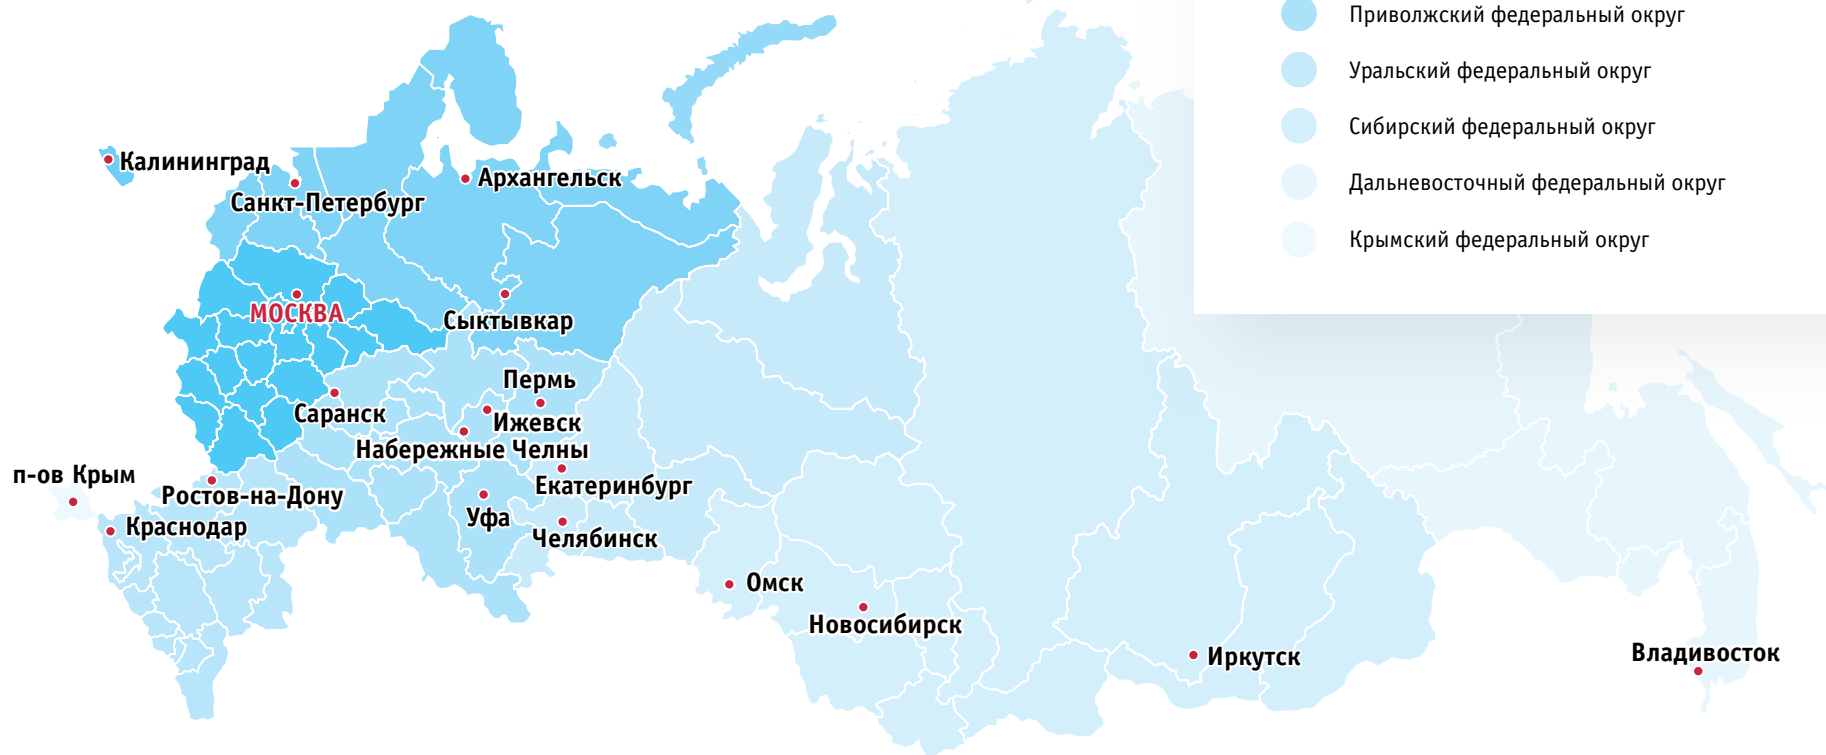 Приволжский федеральный округ
Уральский федеральный округ
Сибирский федеральный округ
Дальневосточный федеральный округ
Крымский федеральный округ
Калининград
Архангельск
Санкт-Петербург
МОСКВА
Сыктывкар
Пермь
Саранск
Ижевск
Набережные Челны
п-ов Крым
Екатеринбург
Ростов-на-Дону
Уфа
Краснодар
Челябинск
Омск
Новосибирск
Иркутск
Владивосток